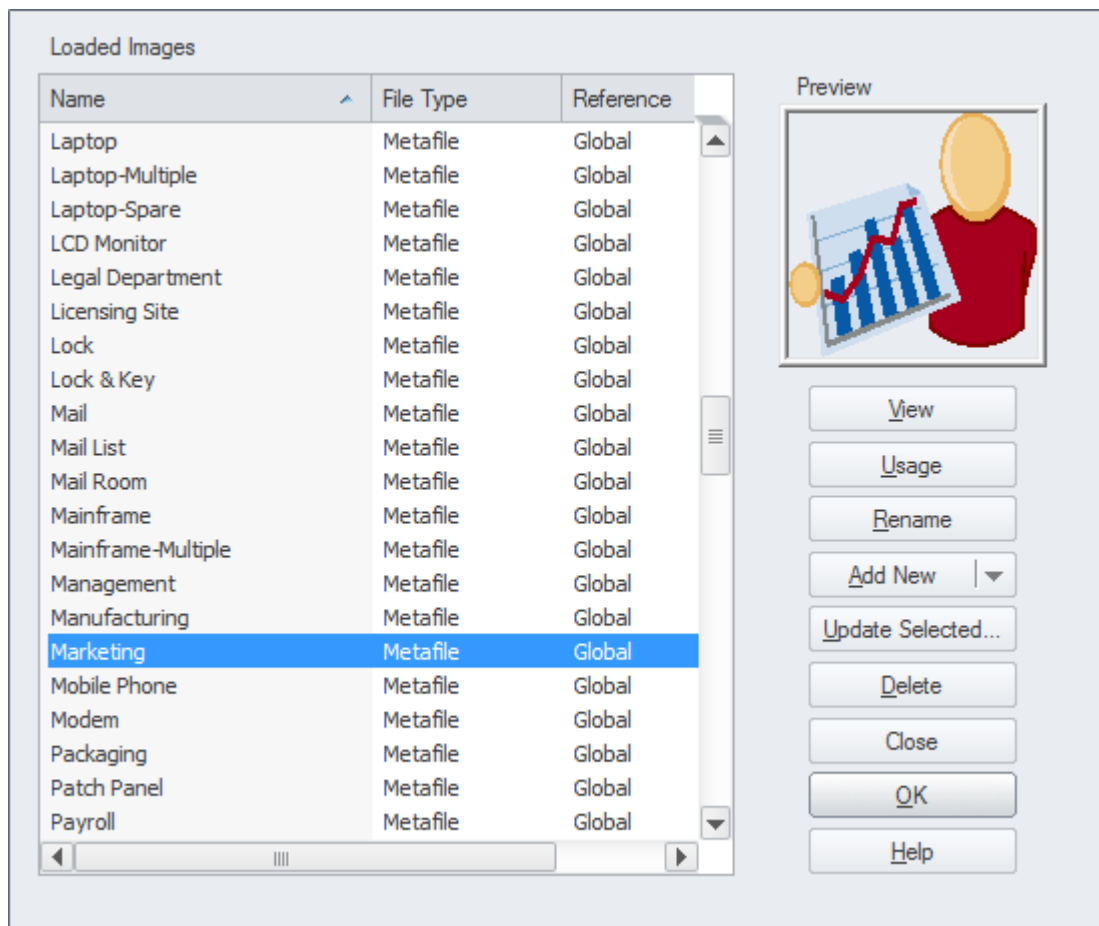 Loaded Images
Name File Type Reference
Laptop Metafile Global
Laptop-Multiple Metafile Global
Laptop-Spare Metafile Global
LCD Monitor Metafile Global
Legal Department Metafile Global
Licensing Site Metafile Global
Lock Metafile Global
Lock & Key Metafile Global
Mail Metafile Global
Mail List Metafile Global
Mail Room Metafile Global
Mainframe Metafile Global
Mainframe-Multiple Metafile Global
Management Metafile Global
Manufacturing Metafile Global
Marketing Metafile Global
Mobile Phone Metafile Global
Modem Metafile Global
Packaging Metafile Global
Patch Panel Metafile Global
Payroll Metafile Global
Preview
View
Usage
Rename
Add New
Update Selected...
Delete
Close
OK
Help